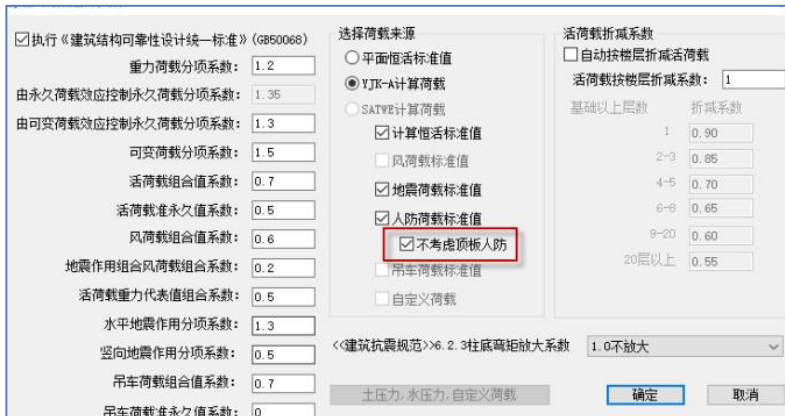 执行《建筑结构可靠性设计统一标准》(GB50068)
重力荷载分项系数: 1.2
由永久荷载效应控制永久荷载分项系数: 1.35
由可变荷载效应控制永久荷载分项系数: 1.3
可变荷载分项系数: 1.5
活荷载组合值系数: 0.7
活荷载准永久值系数: 0.5
风荷载组合值系数: 0.6
地震作用组合风荷载组合系数: 0.2
活荷载重力代表值组合系数: 0.5
水平地震作用分项系数: 1.3
竖向地震作用分项系数: 0.5
吊车荷载组合值系数: 0.7
吊车荷载准永久值系数: 0
选择荷载来源
平面恒活标准值
YJK-A计算荷载
SATWE计算荷载
计算恒活标准值
风荷载标准值
地震荷载标准值
人防荷载标准值
不考虑顶板人防
吊车荷载标准值
自定义荷载
活荷载折减系数
自动按楼层折减活荷载
活荷载按楼层折减系数: 1
基础以上层数 折减系数
1 0.90
2-3 0.85
4-5 0.70
6-8 0.65
9-20 0.60
20层以上 0.55
<<建筑抗震规范>>6.2.3柱底弯矩放大系数 1.0不放大
土压力,水压力,自定义荷载 确定 取消